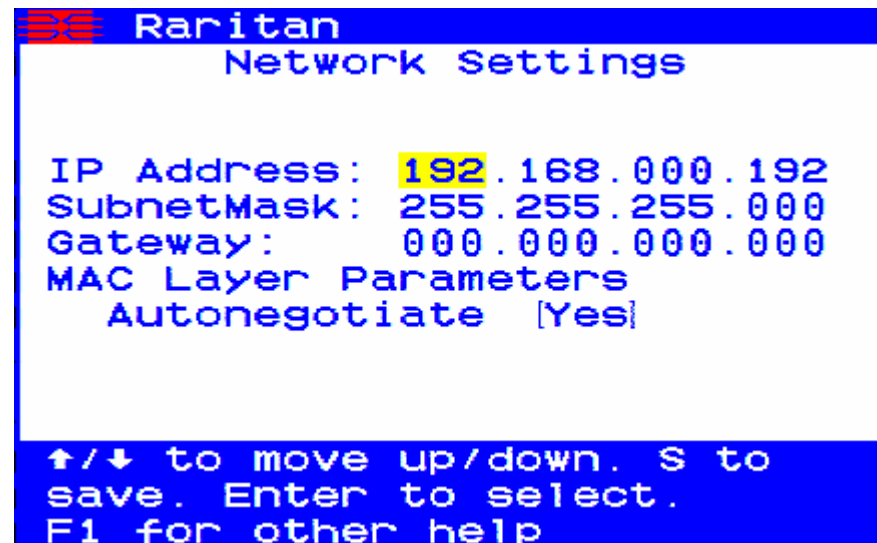 Raritan
Network Settings
IP Address: 192.168.000.192
SubnetMask: 255.255.255.000
Gateway: 000.000.000.000
MAC Layer Parameters
Autonegotiate [Yes]
↑/↓ to move up/down. S to
save. Enter to select.
F1 for other help